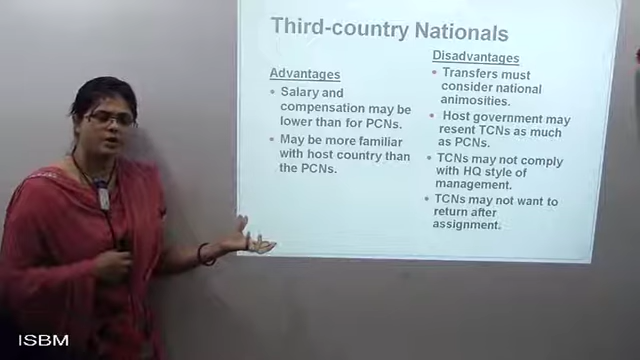 Third-country Nationals
Advantages
• Salary and
compensation may be
lower than for PCNs.
• May be more familiar
with host country than
the PCNs.
Disadvantages
• Transfers must
consider national
animosities.
• Host government may
resent TCNs as much
as PCNs.
• TCNs may not comply
with HQ style of
management.
• TCNs may not want to
return after
assignment.
ISBM